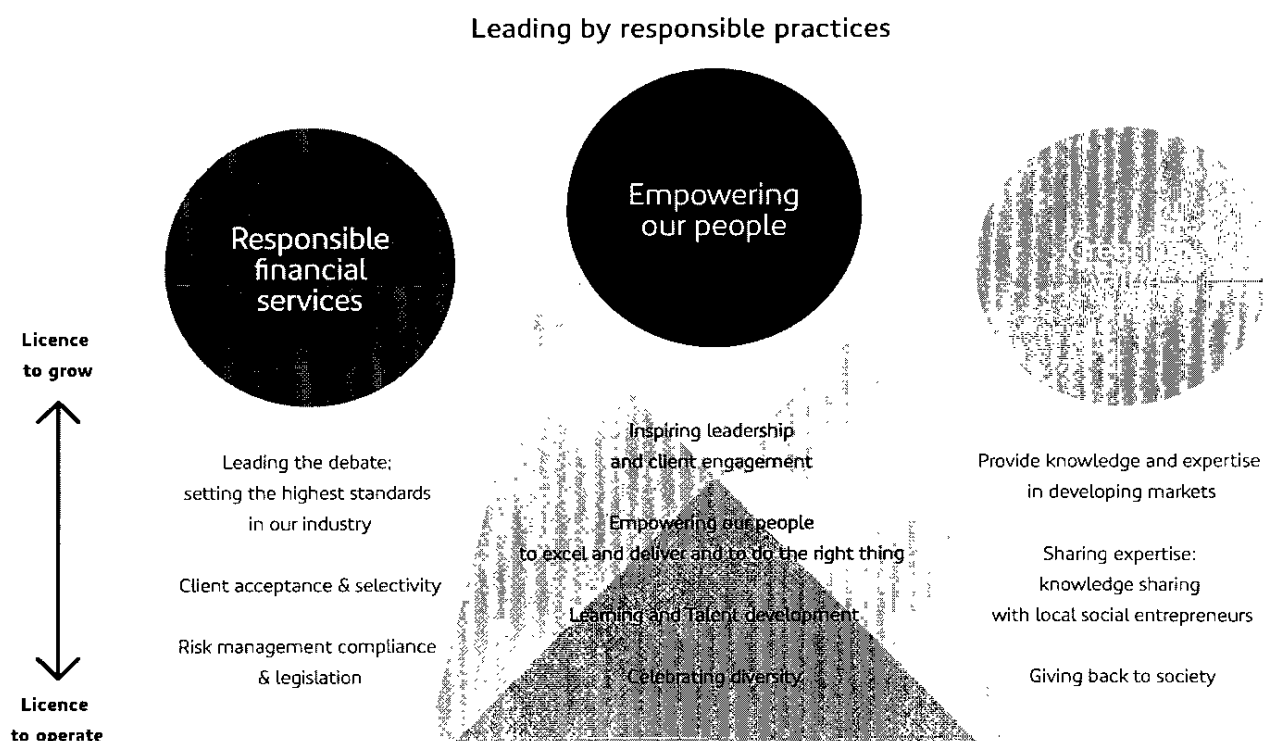 Leading by responsible practices
Empowering
our people
Responsible
financial
services
Licence
to grow
Inspiring leadership
and client engagement
Leading the debate;
setting the highest standards
in our industry
Provide knowledge and expertise
in developing markets
Empowering our people
to excel and deliver and to do the right thing
Sharing expertise:
knowledge sharing
with local social entrepreneurs
Client acceptance & selectivity
Learning and Talent development
Risk management compliance
& legislation
Celebrating diversity
Giving back to society
Licence
to operate